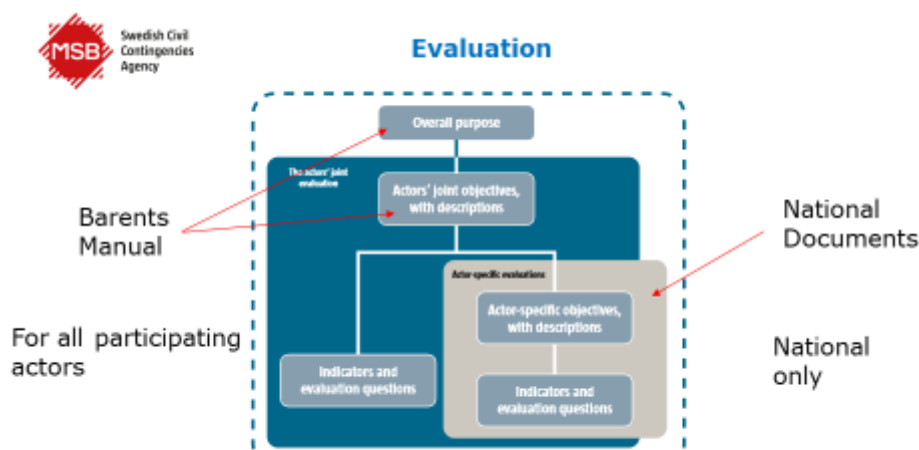 MSB
Swedish Civil
Contingencies
Agency
Evaluation
Overall purpose
The actors' joint
evaluation
Actors' joint objectives,
with descriptions
Barents
Manual
National
Documents
Actor-specific evaluations
Actor-specific objectives,
with descriptions
For all participating
actors
Indicators and
evaluation questions
National
only
Indicators and
evaluation questions